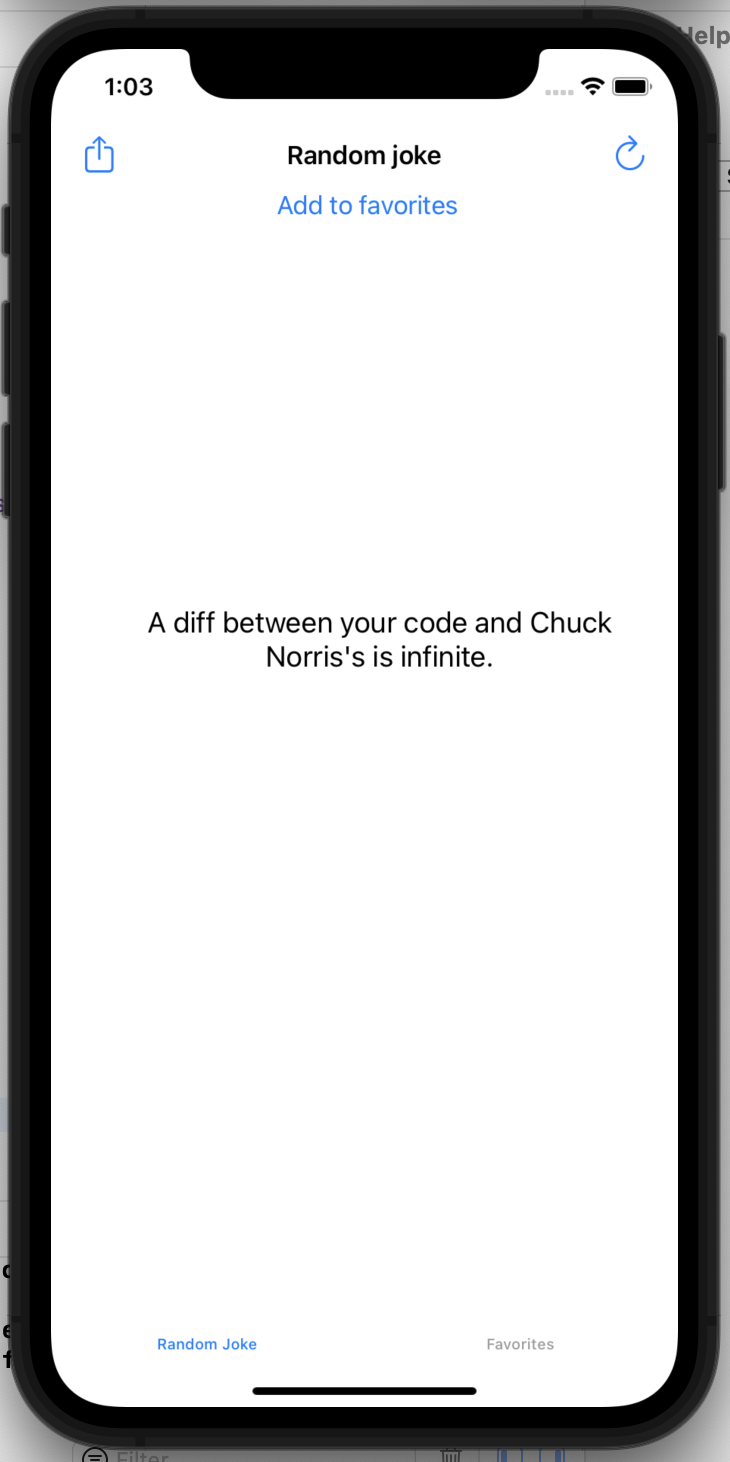 Help
1:03
Random joke
Add to favorites
A diff between your code and Chuck
Norris's is infinite.
Random Joke
Favorites
Filter